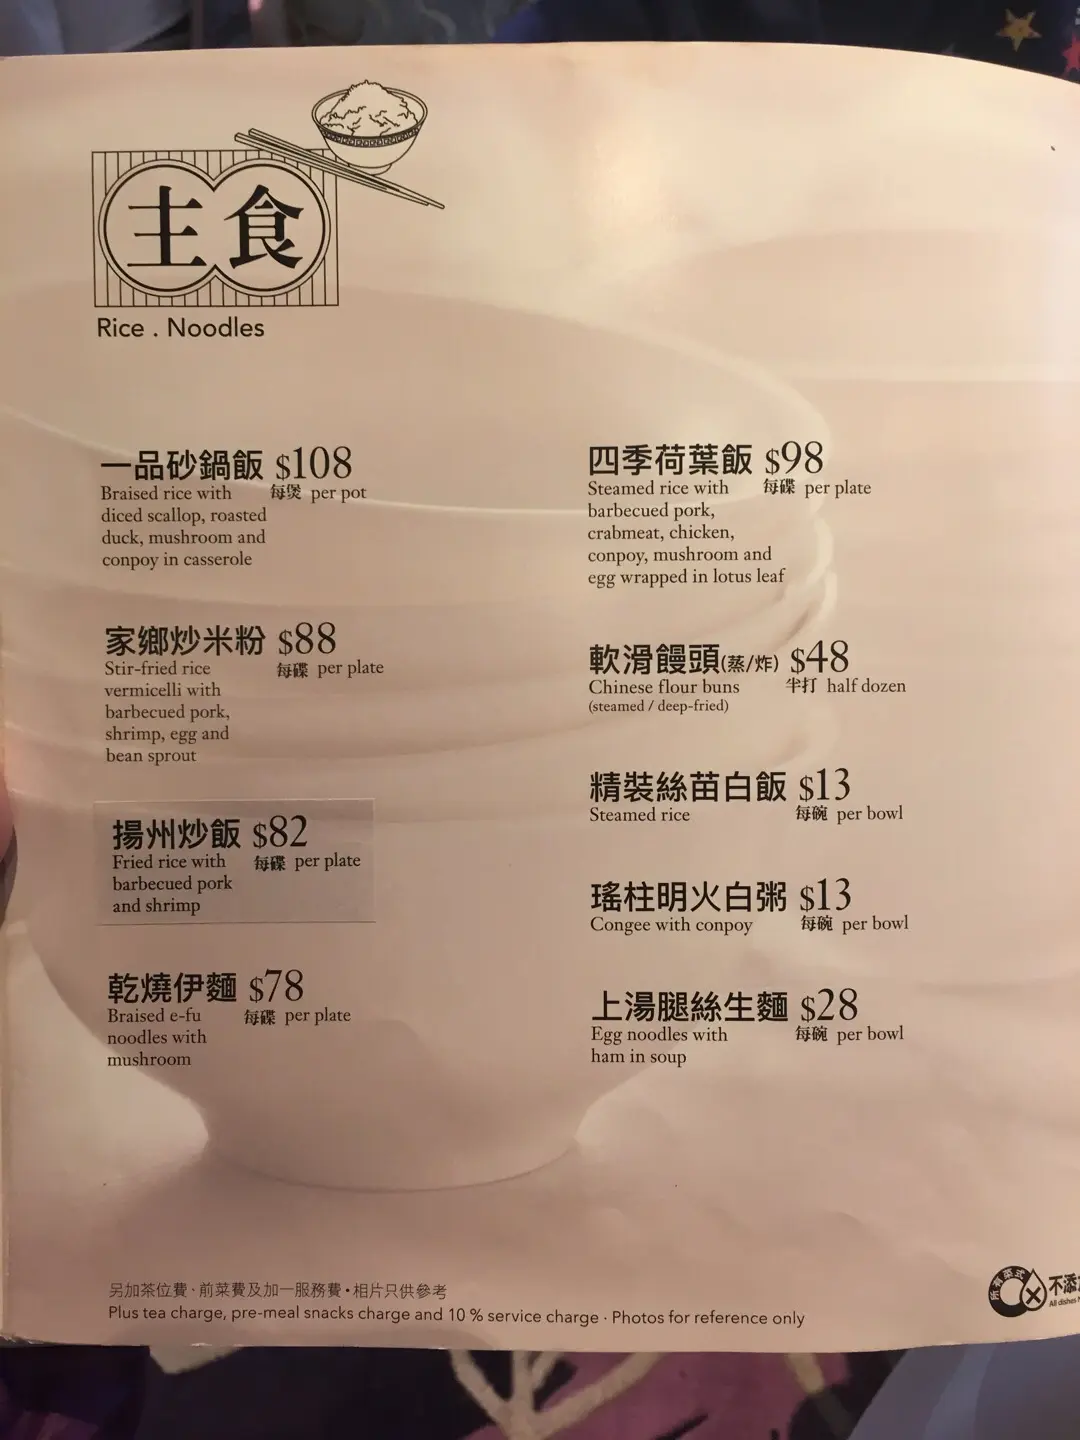 主食
Rice . Noodles
一品砂鍋飯 $108
Braised rice with 每煲 per pot
diced scallop, roasted
duck, mushroom and
conpoy in casserole
家鄉炒米粉 $88
Stir-fried rice 每碟 per plate
vermicelli with
barbecued pork,
shrimp, egg and
bean sprout
揚州炒飯 $82
Fried rice with 每碟 per plate
barbecued pork
and shrimp
乾燒伊麵 $78
Braised e-fu 每碟 per plate
noodles with
mushroom
四季荷葉飯 $98
Steamed rice with 每碟 per plate
barbecued pork,
crabmeat, chicken,
conpoy, mushroom and
egg wrapped in lotus leaf
軟滑饅頭(蒸/炸) $48
Chinese flour buns 半打 half dozen
(steamed / deep-fried)
精裝絲苗白飯 $13
Steamed rice 每碗 per bowl
瑤柱明火白粥 $13
Congee with conpoy 每碗 per bowl
上湯腿絲生麵 $28
Egg noodles with 每碗 per bowl
ham in soup
另加茶位費、前菜費及加一服務費•相片只供參考
Plus tea charge, pre-meal snacks charge and 10 % service charge · Photos for reference only
所有菜式
不添
All dishes